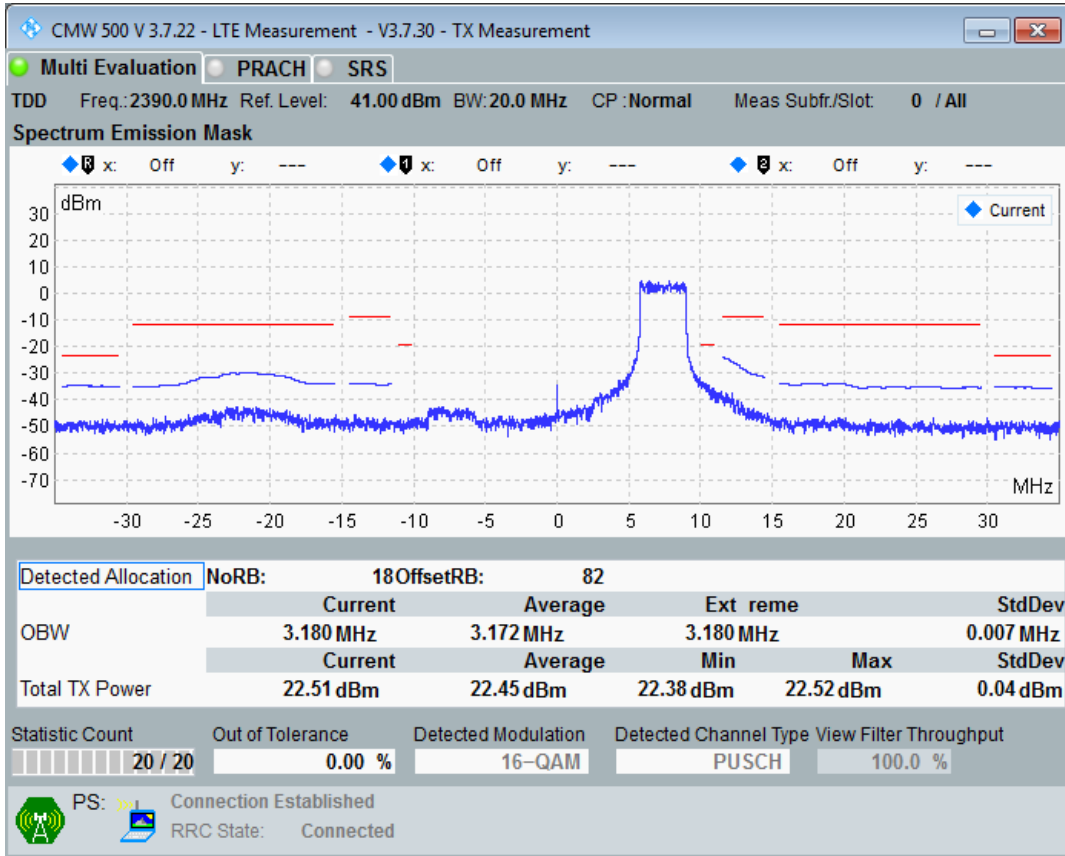 CMW 500 V 3.7.22 - LTE Measurement - V3.7.30 - TX Measurement
Multi Evaluation PRACH SRS
TDD Freq.: 2390.0 MHz Ref. Level: 41.00 dBm BW: 20.0 MHz CP : Normal Meas Subfr./Slot: 0 / All
Spectrum Emission Mask
R x: Off y: --- 1 x: Off y: --- 2 x: Off y: ---
dBm
Current
30
20
10
0
-10
-20
-30
-40
-50
-60
-70
MHz
-30 -25 -20 -15 -10 -5 0 5 10 15 20 25 30
Detected Allocation NoRB: 18 OffsetRB: 82
Current Average Ext reme StdDev
OBW 3.180 MHz 3.172 MHz 3.180 MHz 0.007 MHz
Current Average Min Max StdDev
Total TX Power 22.51 dBm 22.45 dBm 22.38 dBm 22.52 dBm 0.04 dBm
Statistic Count Out of Tolerance Detected Modulation Detected Channel Type View Filter Throughput
20 / 20 0.00 % 16-QAM PUSCH 100.0 %
PS: Connection Established
RRC State: Connected